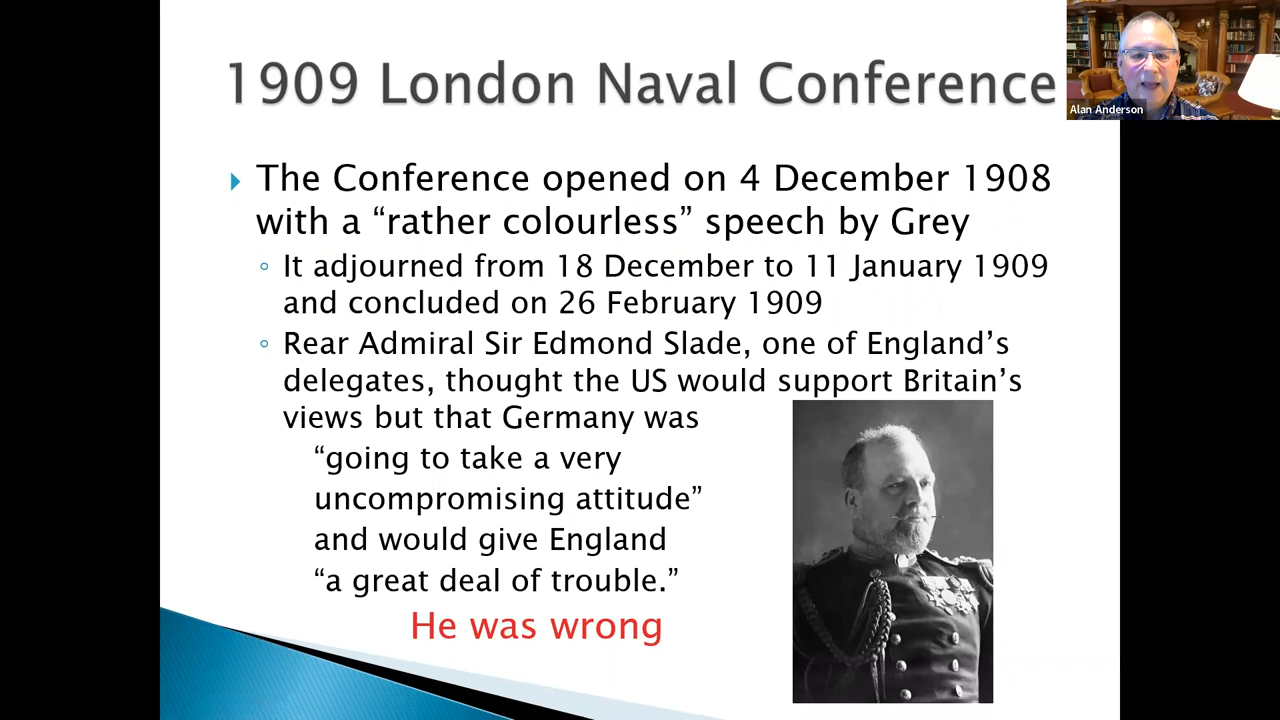 1909 London Naval Conference
Alan Anderson
The Conference opened on 4 December 1908
with a “rather colourless” speech by Grey
It adjourned from 18 December to 11 January 1909
and concluded on 26 February 1909
Rear Admiral Sir Edmond Slade, one of England’s
delegates, thought the US would support Britain’s
views but that Germany was
“going to take a very
uncompromising attitude”
and would give England
“a great deal of trouble.”
He was wrong